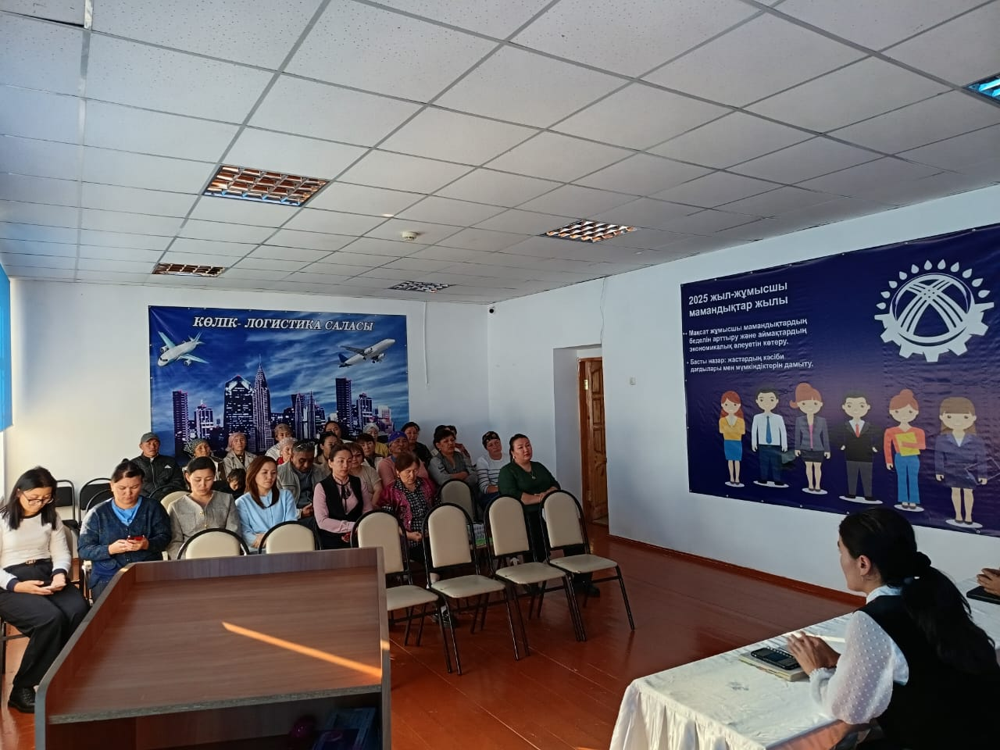 КӨЛІК- ЛОГИСТИКА САЛАСЫ
2025 жыл-жұмысшы
мамандықтар жылы
• Мақсат жұмысшы мамандықтардың
беделін арттыру және аймақтардың
экономикалық әлеуетін көтеру.
• Басты назар: жастардың кәсіби
дағдылары мен мүмкіндіктерін дамыту.